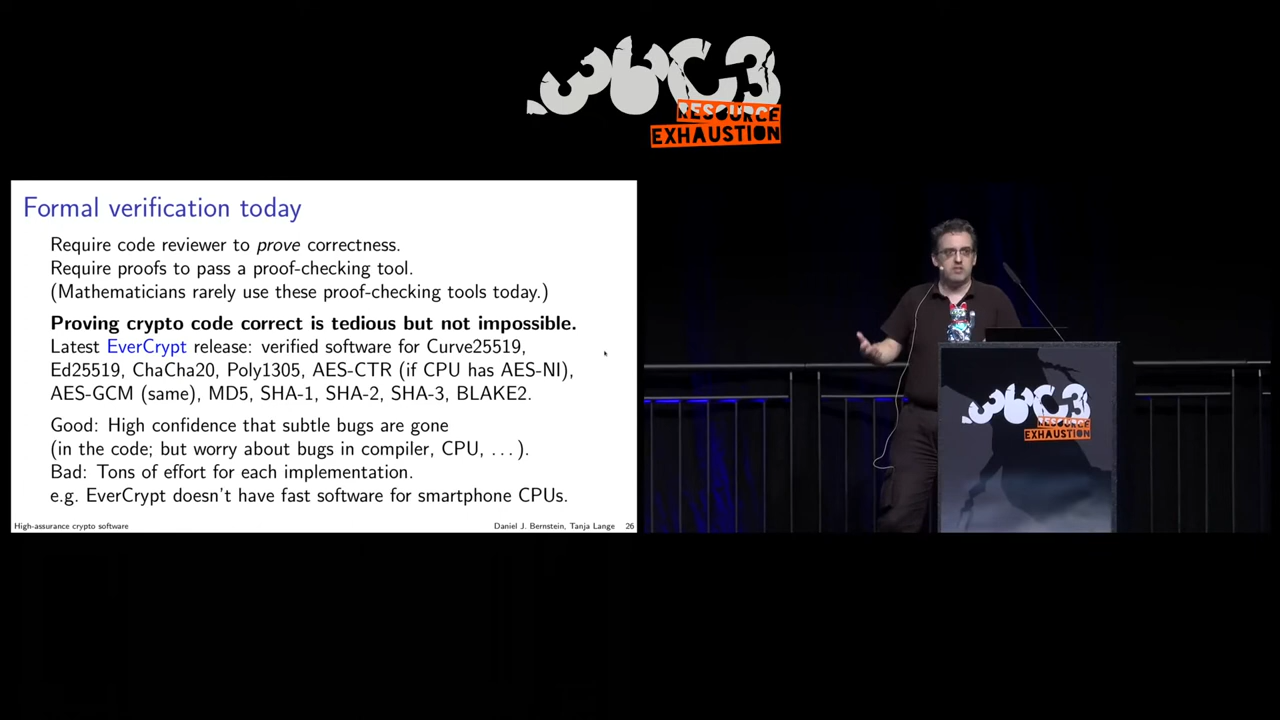 36C3
RESOURCE
EXHAUSTION
Formal verification today
Require code reviewer to prove correctness.
Require proofs to pass a proof-checking tool.
(Mathematicians rarely use these proof-checking tools today.)
Proving crypto code correct is tedious but not impossible.
Latest EverCrypt release: verified software for Curve25519,
Ed25519, ChaCha20, Poly1305, AES-CTR (if CPU has AES-NI),
AES-GCM (same), MD5, SHA-1, SHA-2, SHA-3, BLAKE2.
Good: High confidence that subtle bugs are gone
(in the code; but worry about bugs in compiler, CPU, ...).
Bad: Tons of effort for each implementation.
e.g. EverCrypt doesn't have fast software for smartphone CPUs.
High-assurance crypto software
Daniel J. Bernstein, Tanja Lange 26
36C3
RESOURCE
EXHAUSTION